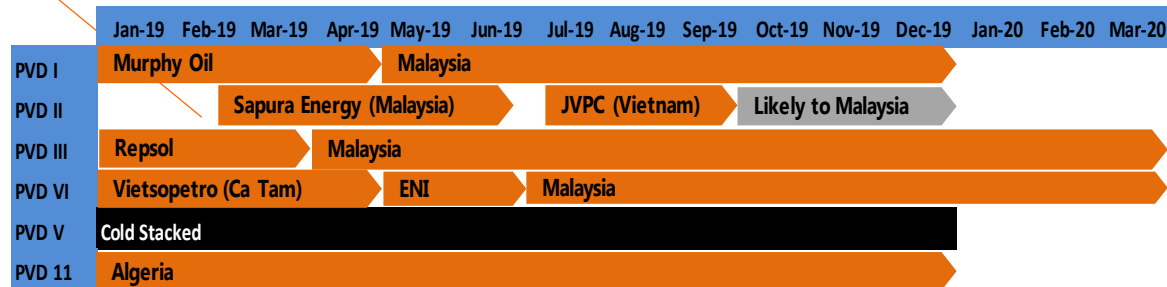 Jan-19 Feb-19 Mar-19 Apr-19 May-19 Jun-19 Jul-19 Aug-19 Sep-19 Oct-19 Nov-19 Dec-19 Jan-20 Feb-20 Mar-20
PVD I Murphy Oil Malaysia
PVD II Sapura Energy (Malaysia) JVPC (Vietnam) Likely to Malaysia
PVD III Repsol Malaysia
PVD VI Vietsopetro (Ca Tam) ENI Malaysia
PVD V Cold Stacked
PVD 11 Algeria